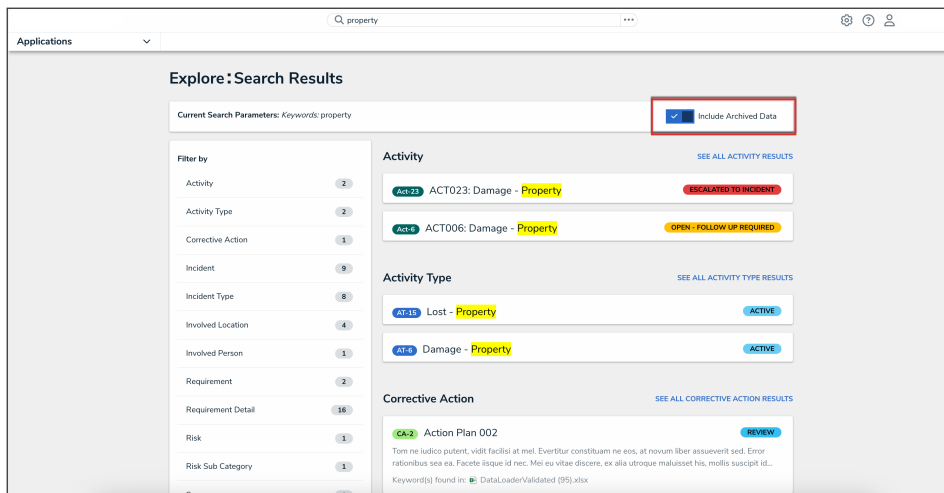 property
Applications
Explore:Search Results
Current Search Parameters: Keywords: property
Include Archived Data
Filter by
Activity 2
Activity Type 2
Corrective Action 1
Incident 9
Incident Type 8
Involved Location 4
Involved Person 1
Requirement 2
Requirement Detail 16
Risk 1
Risk Sub Category 1
Activity SEE ALL ACTIVITY RESULTS
Act-23 ACT023: Damage - Property ESCALATED TO INCIDENT
Act-6 ACT006: Damage - Property OPEN - FOLLOW UP REQUIRED
Activity Type SEE ALL ACTIVITY TYPE RESULTS
AT-15 Lost - Property ACTIVE
AT-6 Damage - Property ACTIVE
Corrective Action SEE ALL CORRECTIVE ACTION RESULTS
CA-2 Action Plan 002 REVIEW
Tom ne iudico putent, vidit facilisi at mel. Evertitur constituam ne eos, at novum liber assueverit sed. Error
rationibus sea ea. Facete iisque id nec. Mei eu vitae discere, ex alia utroque maluisset his, mollis suscipit id...
Keyword(s) found in: DataLoaderValidated (95).xlsx